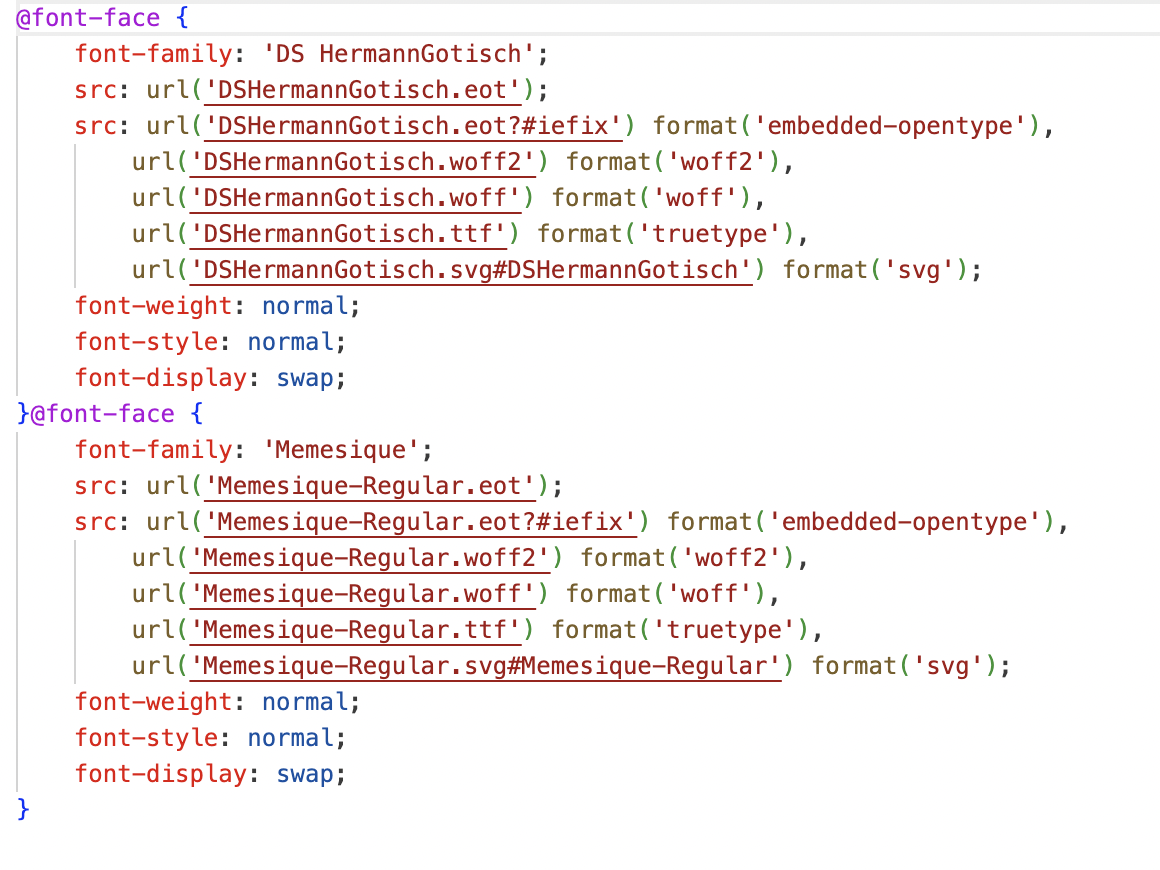 @font-face {
    font-family: 'DS HermannGotisch';
    src: url('DSHermannGotisch.eot');
    src: url('DSHermannGotisch.eot?#iefix') format('embedded-opentype'),
        url('DSHermannGotisch.woff2') format('woff2'),
        url('DSHermannGotisch.woff') format('woff'),
        url('DSHermannGotisch.ttf') format('truetype'),
        url('DSHermannGotisch.svg#DSHermannGotisch') format('svg');
    font-weight: normal;
    font-style: normal;
    font-display: swap;
}@font-face {
    font-family: 'Memesique';
    src: url('Memesique-Regular.eot');
    src: url('Memesique-Regular.eot?#iefix') format('embedded-opentype'),
        url('Memesique-Regular.woff2') format('woff2'),
        url('Memesique-Regular.woff') format('woff'),
        url('Memesique-Regular.ttf') format('truetype'),
        url('Memesique-Regular.svg#Memesique-Regular') format('svg');
    font-weight: normal;
    font-style: normal;
    font-display: swap;
}